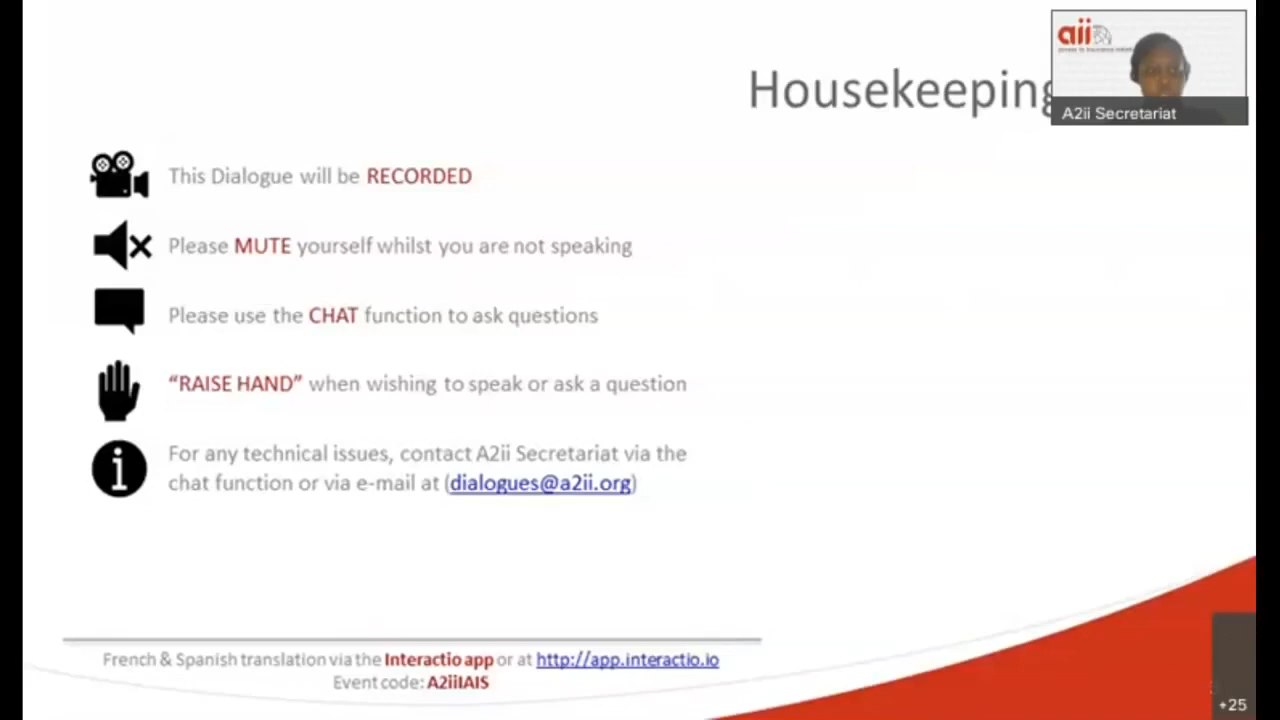 Housekeeping
aii
A2ii Secretariat
This Dialogue will be RECORDED
Please MUTE yourself whilst you are not speaking
Please use the CHAT function to ask questions
“RAISE HAND” when wishing to speak or ask a question
For any technical issues, contact A2ii Secretariat via the
chat function or via e-mail at (dialogues@a2ii.org)
French & Spanish translation via the Interactio app or at http://app.interactio.io
Event code: A2iiIAIS
+25